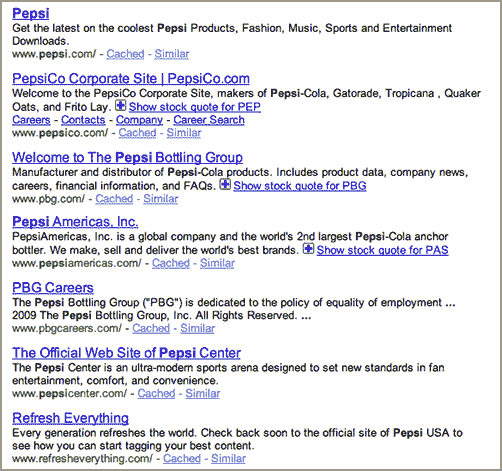 Pepsi
Get the latest on the coolest Pepsi Products, Fashion, Music, Sports and Entertainment
Downloads.
www.pepsi.com/ - Cached - Similar
PepsiCo Corporate Site | PepsiCo.com
Welcome to the PepsiCo Corporate Site, makers of Pepsi-Cola, Gatorade, Tropicana , Quaker
Oats, and Frito Lay. Show stock quote for PEP
Careers - Contacts - Company - Career Search
www.pepsico.com/ - Cached - Similar
Welcome to The Pepsi Bottling Group
Manufacturer and distributor of Pepsi-Cola products. Includes product data, company news,
careers, financial information, and FAQs. Show stock quote for PBG
www.pbg.com/ - Cached - Similar
Pepsi Americas, Inc.
PepsiAmericas, Inc. is a global company and the world's 2nd largest Pepsi-Cola anchor
bottler. We make, sell and deliver the world's best brands. Show stock quote for PAS
www.pepsiamericas.com/ - Cached - Similar
PBG Careers
The Pepsi Bottling Group ("PBG") is dedicated to the policy of equality of employment ...
2009 The Pepsi Bottling Group, Inc. All Rights Reserved. ...
www.pbgcareers.com/ - Cached - Similar
The Official Web Site of Pepsi Center
The Pepsi Center is an ultra-modern sports arena designed to set new standards in fan
entertainment, comfort, and convenience.
www.pepsicenter.com/ - Cached - Similar
Refresh Everything
Every generation refreshes the world. Check back soon to the official site of Pepsi USA to
see how you can start tagging your best content.
www.refresheverything.com/ - Cached - Similar